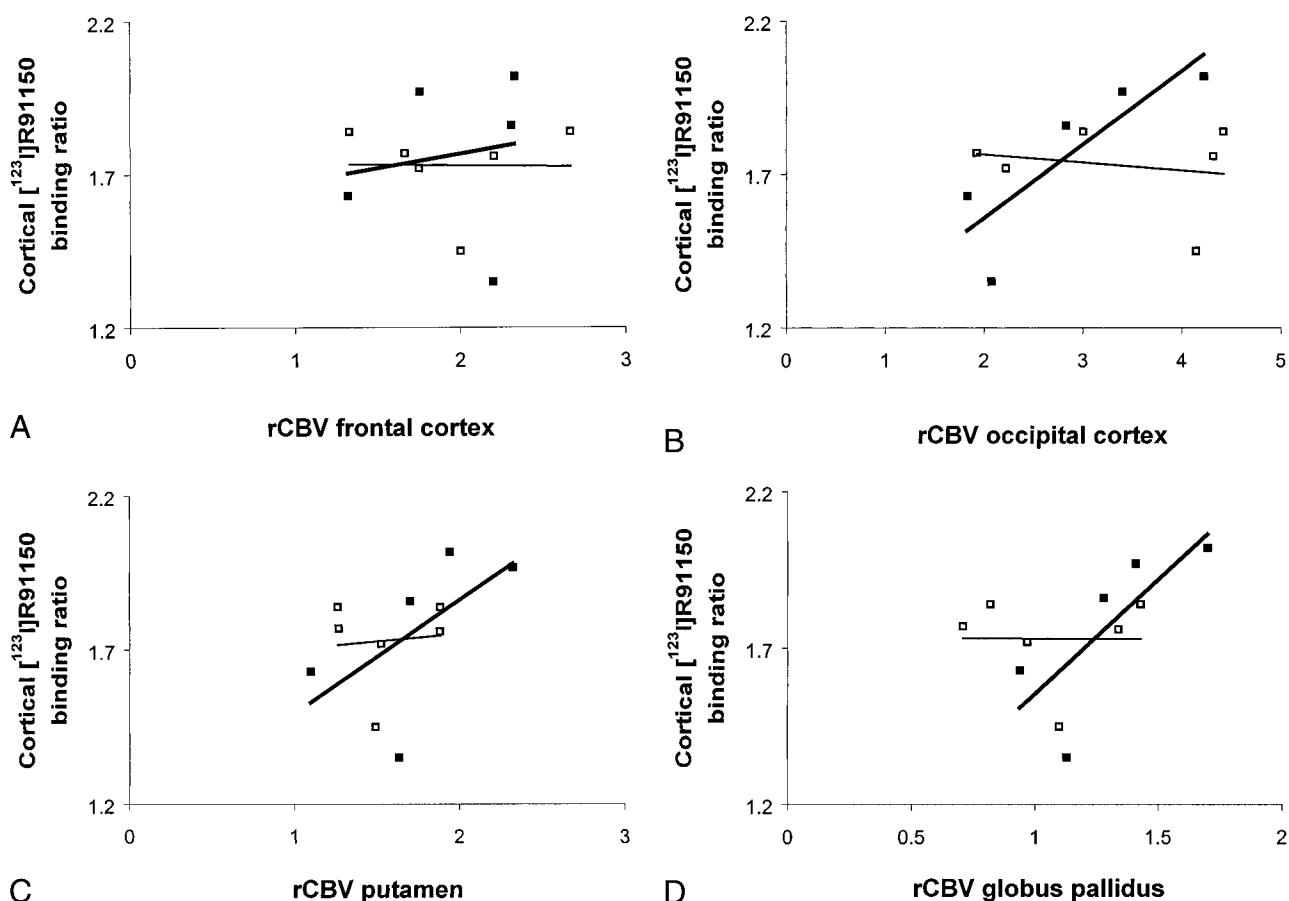 2.2
1.7
1.2
0
1
2
3
Cortical [¹²³I]R91150
binding ratio
rCBV frontal cortex
A
2.2
1.7
1.2
0
1
2
3
4
5
Cortical [¹²³I]R91150
binding ratio
rCBV occipital cortex
B
2.2
1.7
1.2
0
1
2
3
Cortical [¹²³I]R91150
binding ratio
rCBV putamen
C
2.2
1.7
1.2
0
0.5
1
1.5
2
Cortical [¹²³I]R91150
binding ratio
rCBV globus pallidus
D